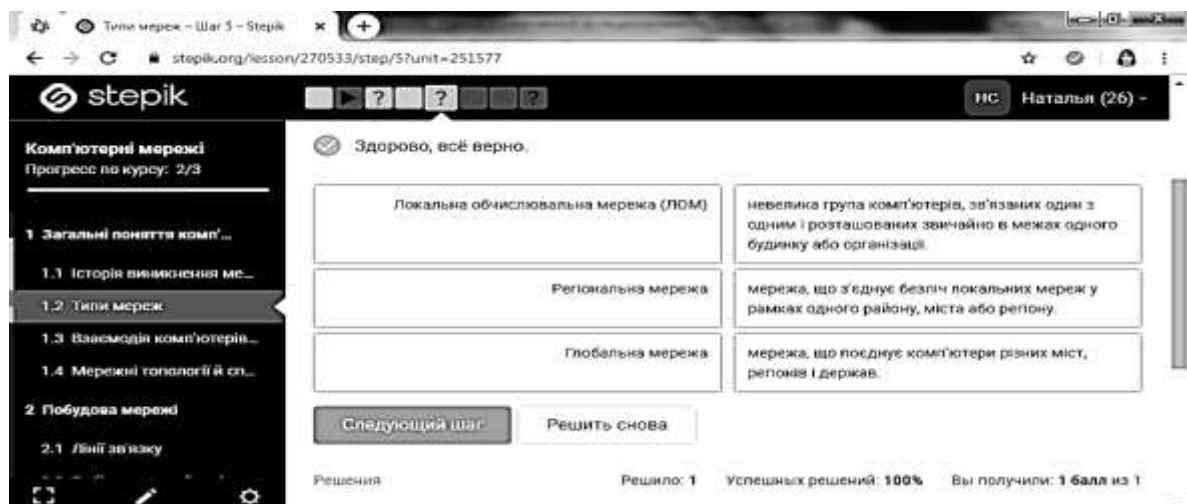 Типи мереж – Шаг 5 – Stepik
stepik.org/lesson/270533/step/5?unit=251577
stepik
НС Наталья (26)
Комп'ютерні мережі
Прогресс по курсу: 2/3
1 Загальні поняття комп'...
1.1 Історія виникнення ме...
1.2 Типи мереж
1.3 Взаємодія комп'ютерів...
1.4 Мережні топології й сп...
2 Побудова мережі
2.1 Лінії зв'язку
Здорово, всё верно.
Локальна обчислювальна мережа (ЛОМ)
невелика група комп'ютерів, зв'язаних один з
одним і розташованих звичайно в межах одного
будинку або організації.
Регіональна мережа
мережа, що з'єднує безліч локальних мереж у
рамках одного району, міста або регіону.
Глобальна мережа
мережа, що поєднує комп'ютери різних міст,
регіонів і держав.
Следующий шаг
Решить снова
Решения
Решило: 1 Успешных решений: 100% Вы получили: 1 балл из 1